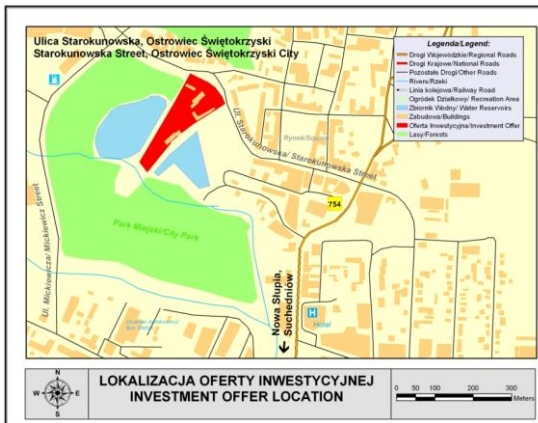 Ulica Starokunowska, Ostrowiec Świętokrzyski
Starokunowska Street, Ostrowiec Świętokrzyski City
Legenda/Legend:
Drogi Wojewódzkie/Regional Roads
Drogi Krajowe/National Roads
Pozostałe Drogi/Other Roads
Rivers/Rzeki
Linia kolejowa/Railway Road
Ogródek Działkowy/ Recreation Area
Zbiornik Wodny/ Water Reservoirs
Zabudowa/Buildings
Oferta Inwestycyjna/Investment Offer
Lasy/Forests
Ul. Starokunowska/ Starokunowska Street
Rynek/Square
754
Park Miejski/City Park
Ul. Mickiewicza/ Mickiewicz Street
Nowa Słupia,
Suchedniów
H
Hotel
N
W E
S
LOKALIZACJA OFERTY INWESTYCYJNEJ
INVESTMENT OFFER LOCATION
0 50 100 200 300
Meters